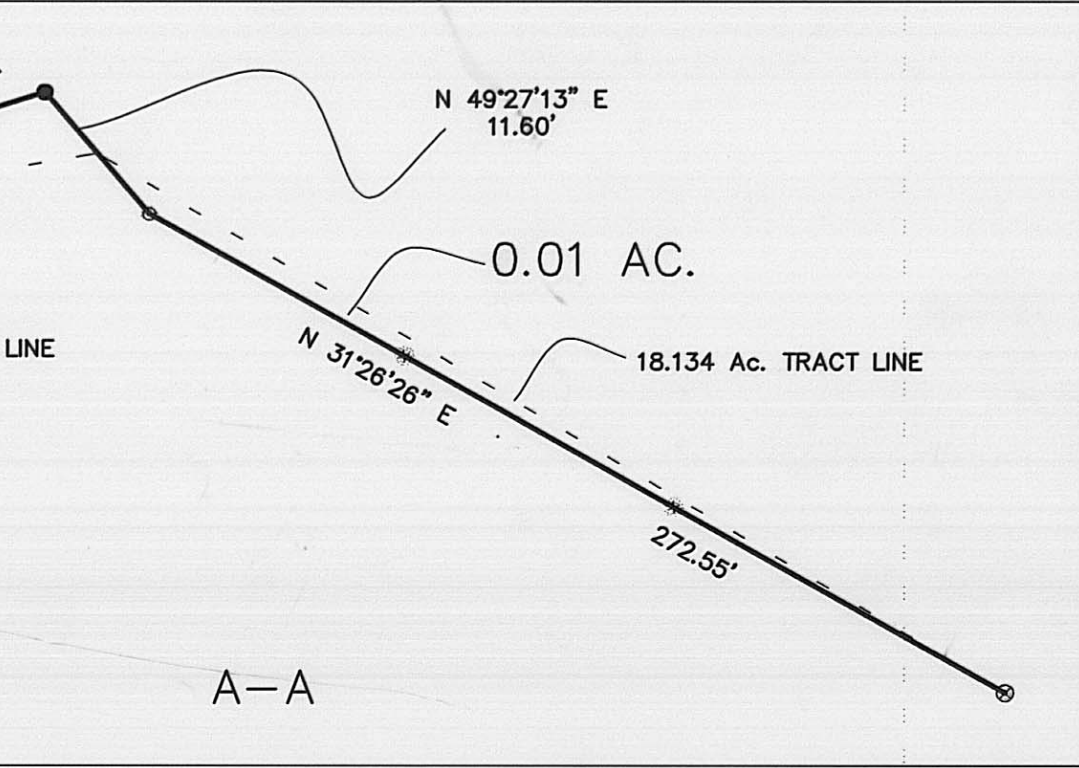 N 49°27'13" E
11.60'
0.01 AC.
LINE
N 31°26'26" E
18.134 Ac. TRACT LINE
272.55'
A–A